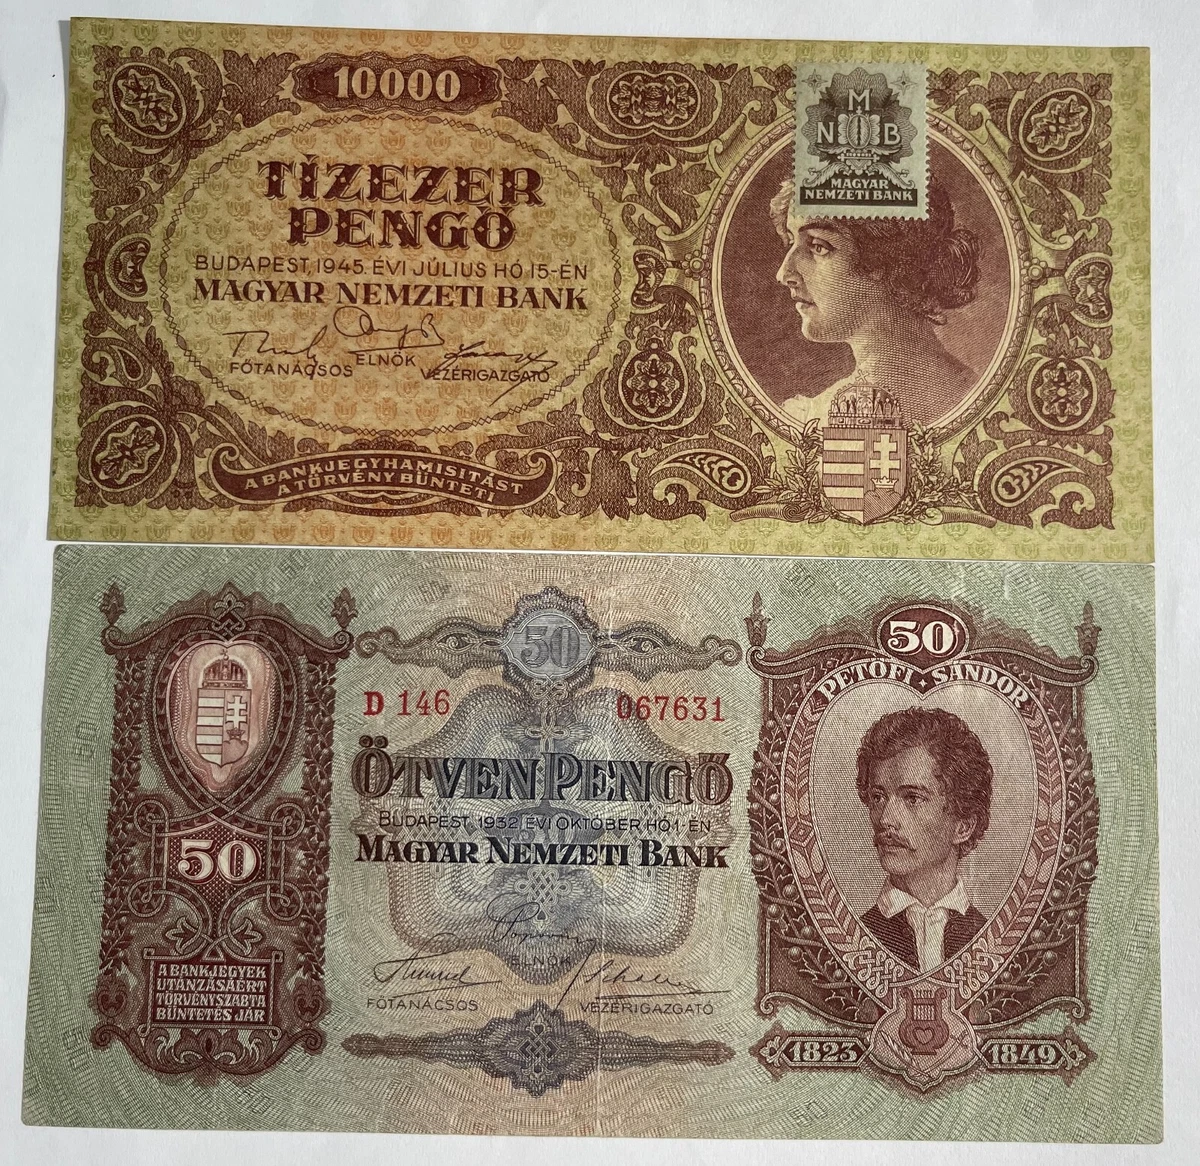 10000
M
N B
MAGYAR
NEMZETI BANK
TÍZEZER
PENGŐ
BUDAPEST, 1945. ÉVI JÚLIUS HÓ 15-ÉN
MAGYAR NEMZETI BANK
FŐTANÁCSOS ELNÖK VEZÉRIGAZGATÓ
A BANKJEGYHAMISITÁST
A TÖRVÉNY BÜNTETI
50
50
PETŐFI SÁNDOR
D 146 067631
ÖTVEN PENGŐ
BUDAPEST, 1932 ÉVI OKTÓBER HÓ 1-ÉN
MAGYAR NEMZETI BANK
50
ELNÖK
FŐTANÁCSOS VEZÉRIGAZGATÓ
A BANKJEGYEK
UTÁNZÁSÁÉRT
TÖRVÉNYSZABTA
BÜNTETÉS JÁR
1823 1849